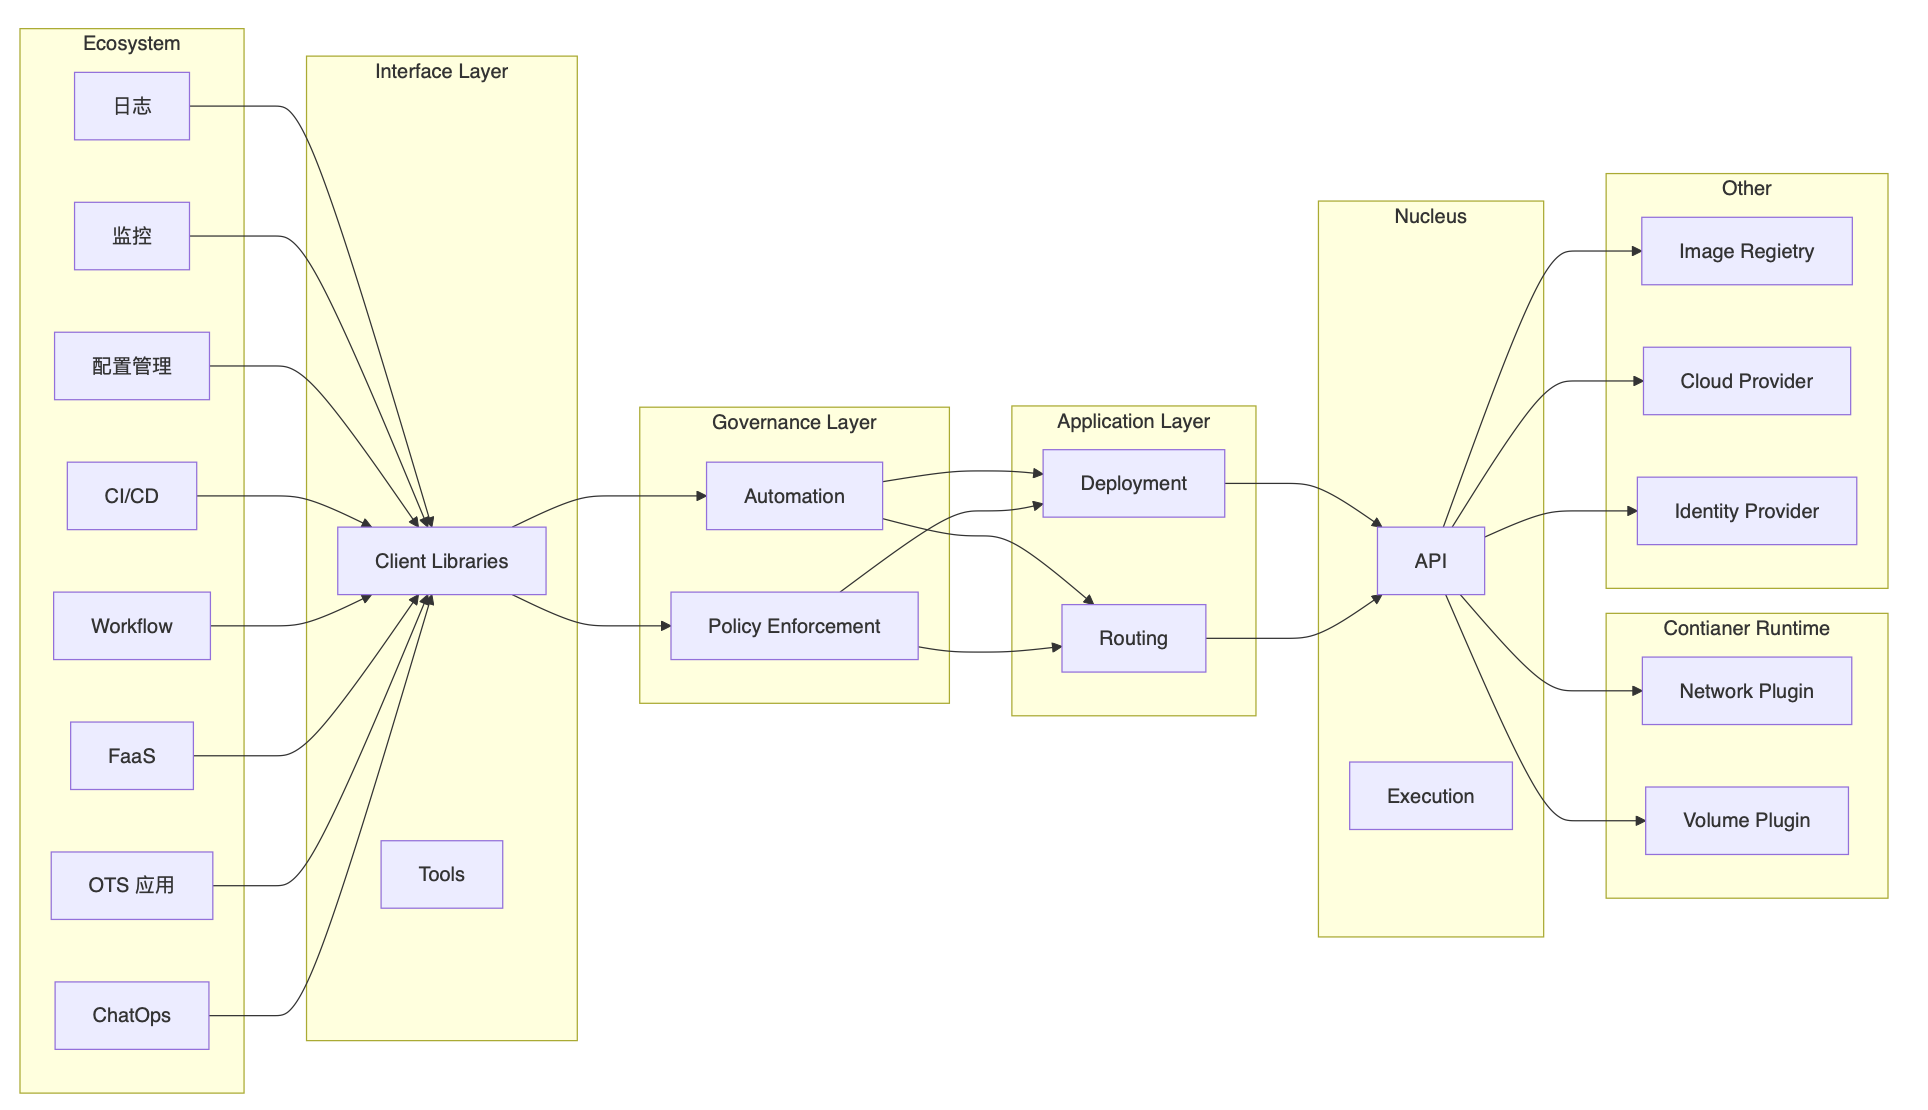 Ecosystem
日志
监控
配置管理
CI/CD
Workflow
FaaS
OTS 应用
ChatOps
Interface Layer
Client Libraries
Tools
Governance Layer
Automation
Policy Enforcement
Application Layer
Deployment
Routing
Nucleus
API
Execution
Other
Image Regietry
Cloud Provider
Identity Provider
Contianer Runtime
Network Plugin
Volume Plugin